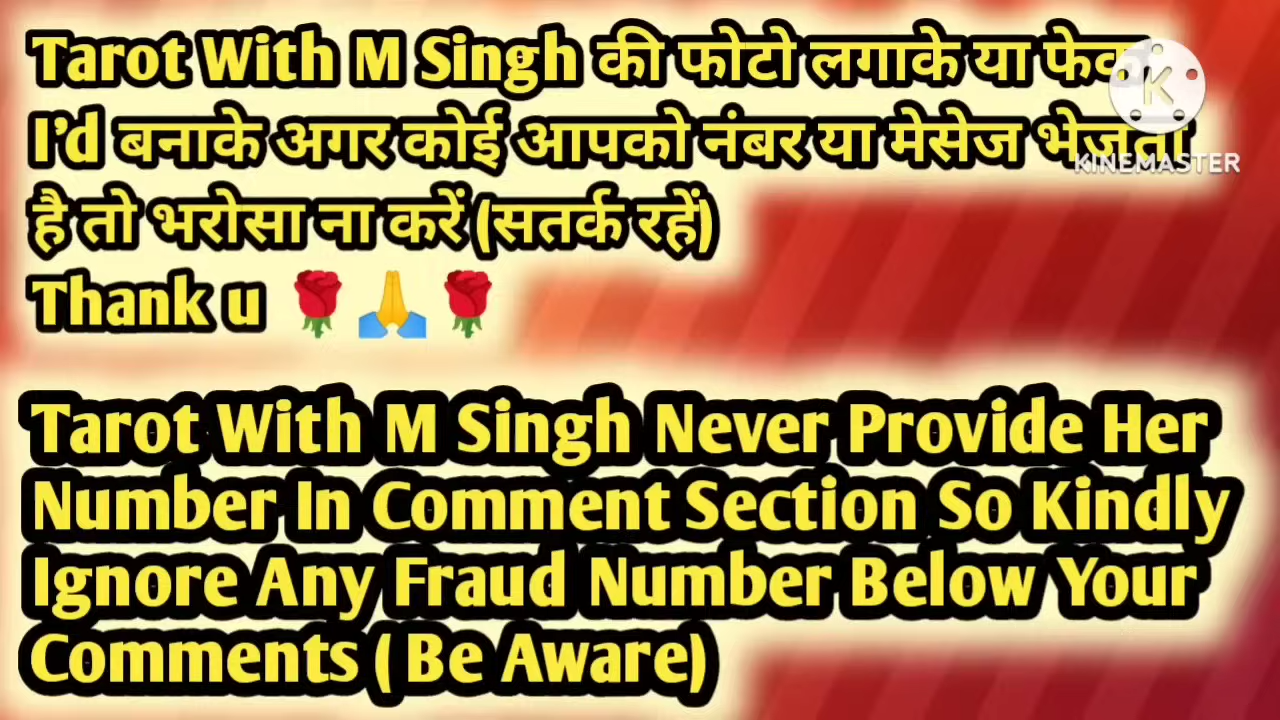 Tarot With M Singh की फोटो लगाके या फेक
I'd बनाके अगर कोई आपको नंबर या मेसेज भेजता
है तो भरोसा ना करें (सतर्क रहें)
Thank u 🌹🙏🌹
Tarot With M Singh Never Provide Her
Number In Comment Section So Kindly
Ignore Any Fraud Number Below Your
Comments ( Be Aware)
K
KINEMASTER